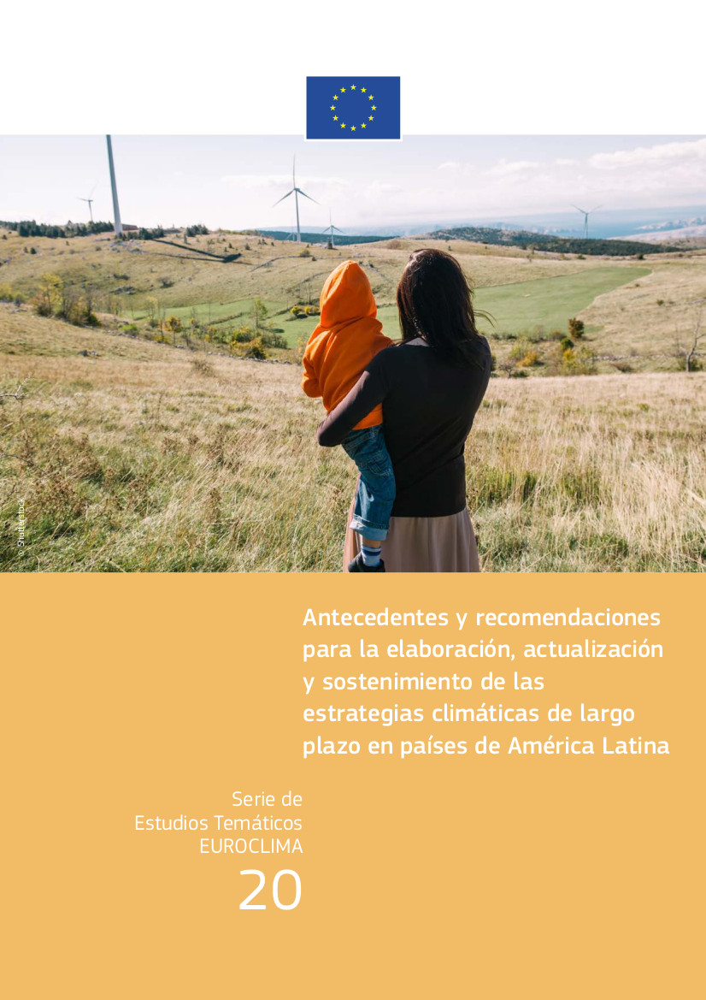 © Shutterstock
Antecedentes y recomendaciones
para la elaboración, actualización
y sostenimiento de las
estrategias climáticas de largo
plazo en países de América Latina
Serie de
Estudios Temáticos
EUROCLIMA
20